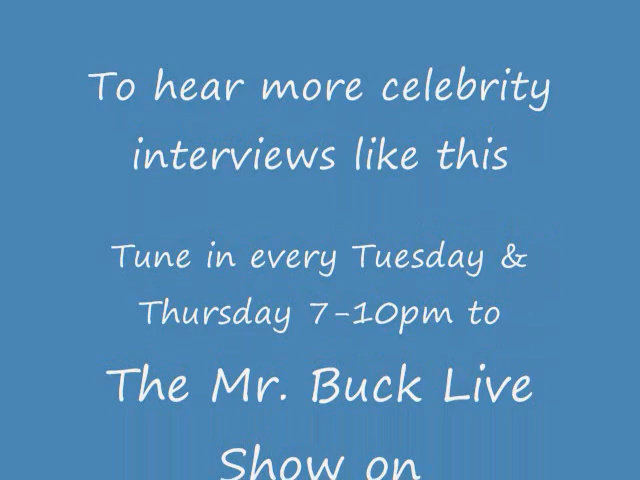 To hear more celebrity
interviews like this
Tune in every Tuesday &
Thursday 7-10pm to
The Mr. Buck Live
Show on